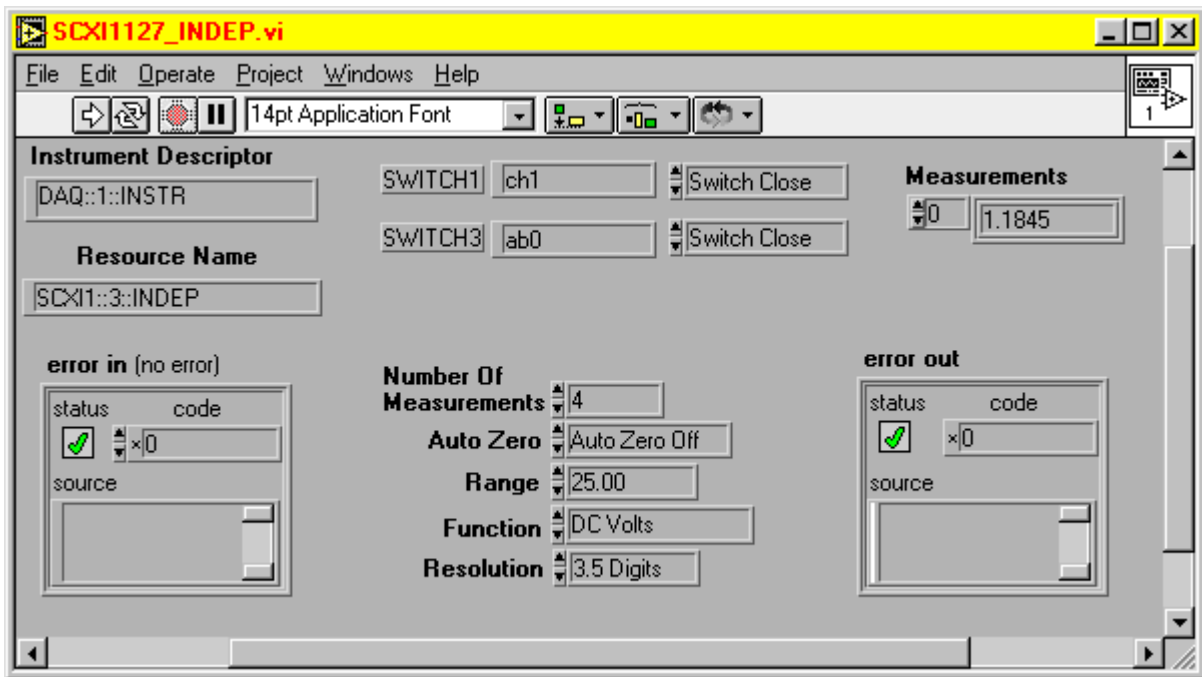 SCXI1127_INDEP.vi
File Edit Operate Project Windows Help
14pt Application Font
1
Instrument Descriptor
DAQ::1::INSTR
Resource Name
SCXI1::3::INDEP
SWITCH1 ch1 Switch Close
SWITCH3 ab0 Switch Close
Measurements
0 1.1845
error in (no error)
status code
×0
source
Number Of
Measurements 4
Auto Zero Auto Zero Off
Range 25.00
Function DC Volts
Resolution 3.5 Digits
error out
status code
×0
source